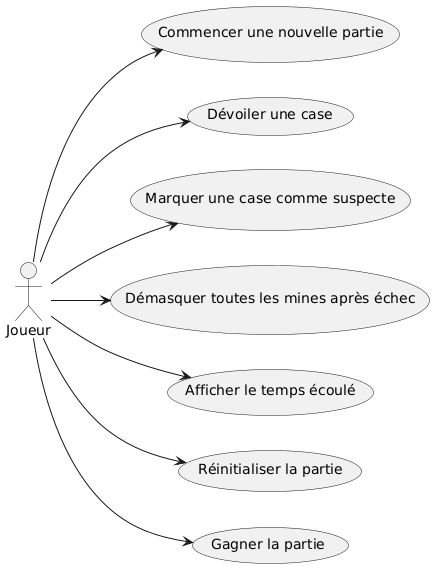 Commencer une nouvelle partie
Dévoiler une case
Marquer une case comme suspecte
Démasquer toutes les mines après échec
Joueur
Afficher le temps écoulé
Réinitialiser la partie
Gagner la partie